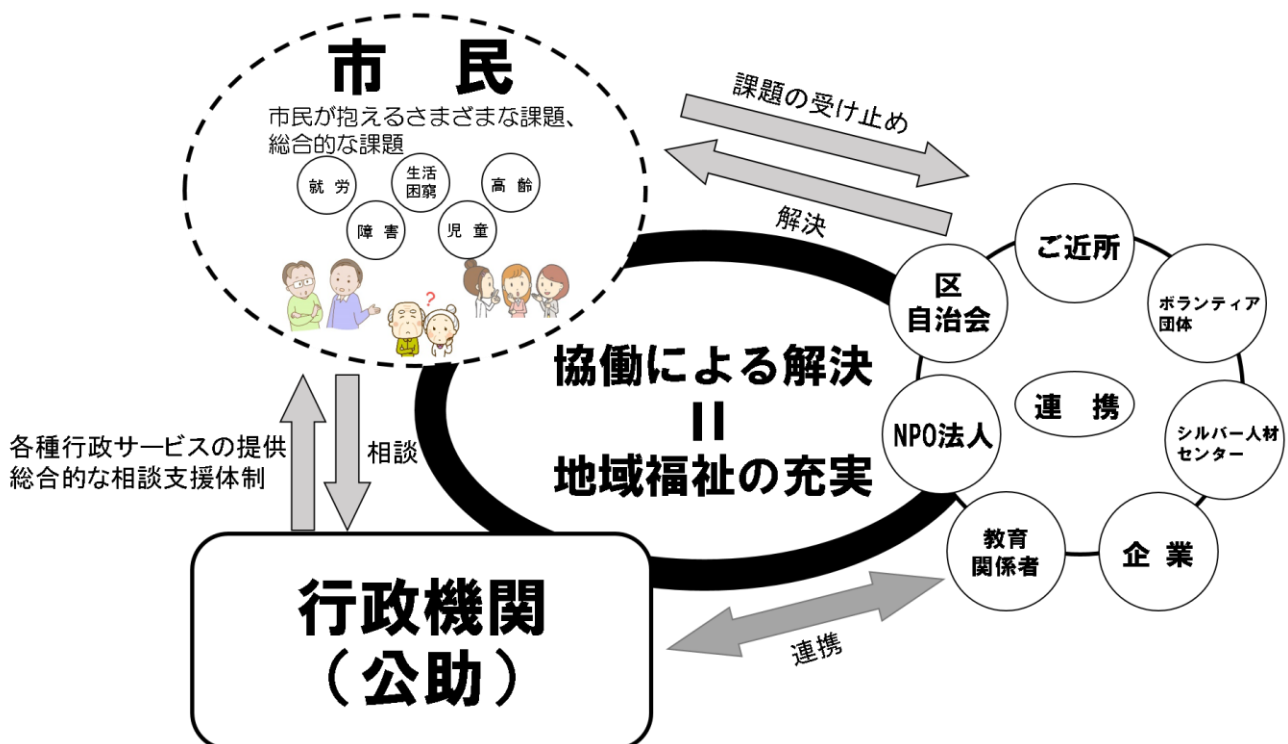 市　民
市民が抱えるさまざまな課題、
総合的な課題
就 労
生活
困窮
高 齢
障 害
児 童
?
課題の受け止め
解決
ご近所
区
自治会
ボランティア
団体
連　携
NPO法人
シルバー人材
センター
教育
関係者
企 業
協働による解決
＝
地域福祉の充実
各種行政サービスの提供
総合的な相談支援体制
相談
行政機関
（公助）
連携